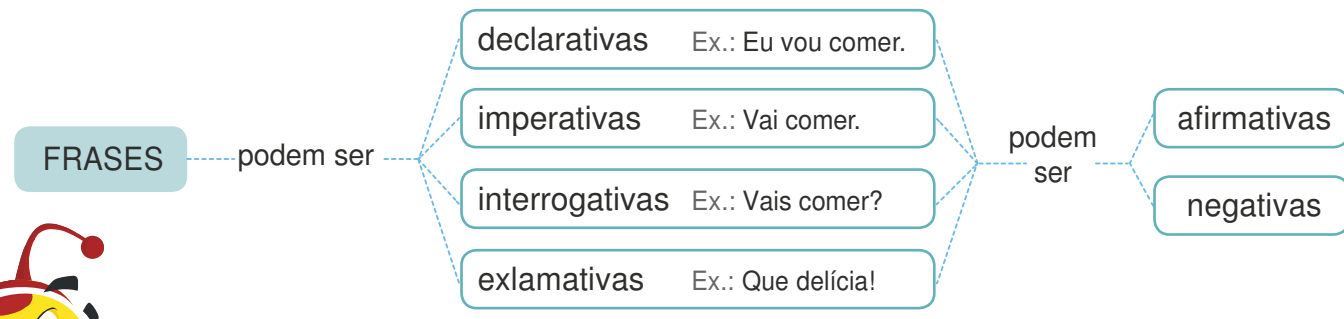 FRASES
podem ser
declarativas Ex.: Eu vou comer.
imperativas Ex.: Vai comer.
interrogativas Ex.: Vais comer?
exlamativas Ex.: Que delícia!
podem
ser
afirmativas
negativas